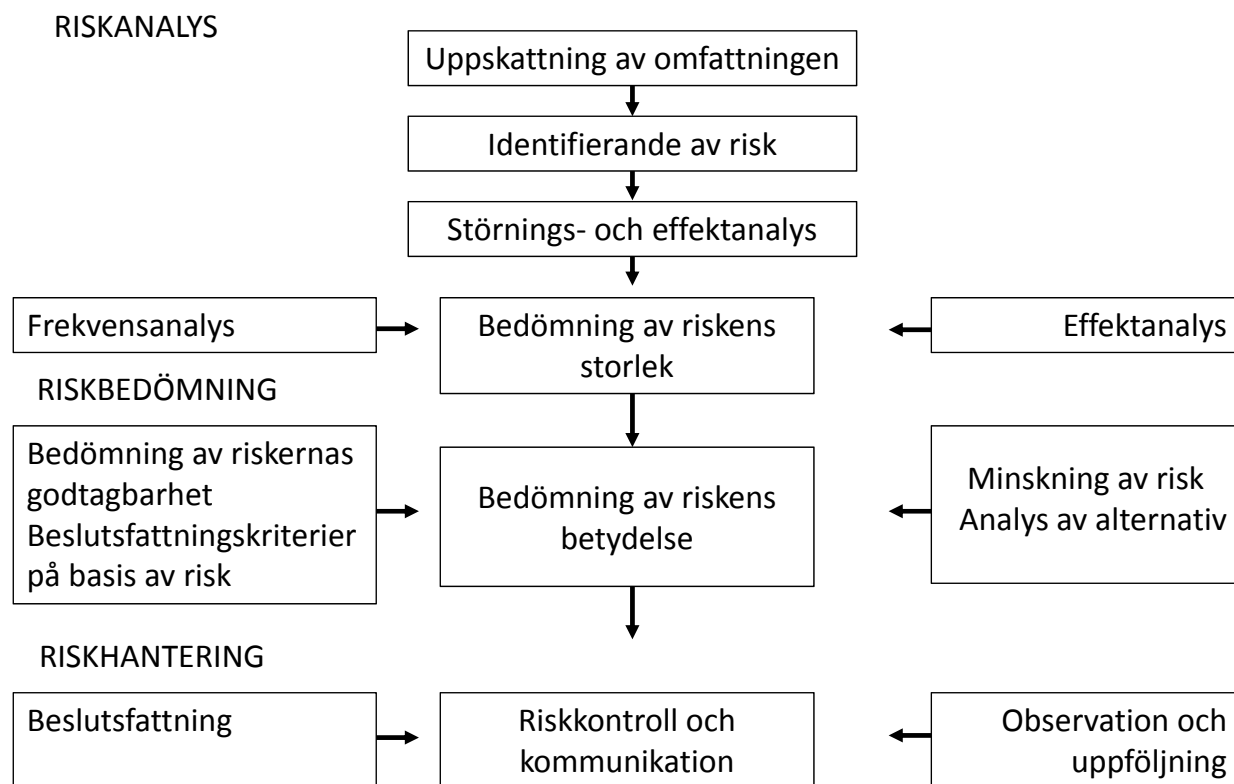 RISKANALYS
Uppskattning av omfattningen
Identifierande av risk
Störnings- och effektanalys
Frekvensanalys
Bedömning av riskens
storlek
Effektanalys
RISKBEDÖMNING
Bedömning av riskernas
godtagbarhet
Beslutsfattningskriterier
på basis av risk
Bedömning av riskens
betydelse
Minskning av risk
Analys av alternativ
RISKHANTERING
Beslutsfattning
Riskkontroll och
kommunikation
Observation och
uppföljning